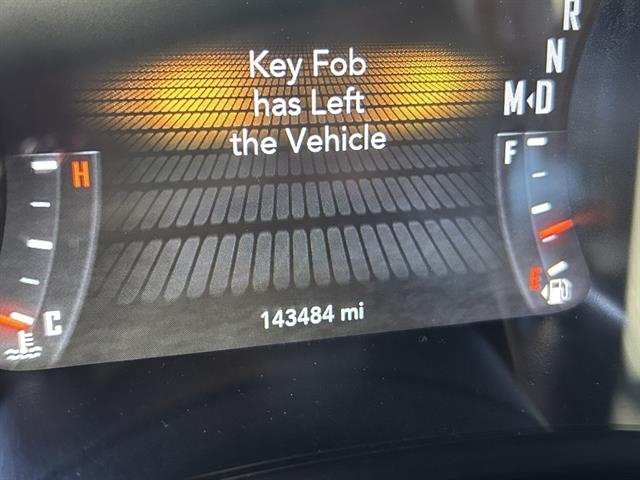 Key Fob
has Left
the Vehicle
R
N
M D
F
H
E
C
143484 mi